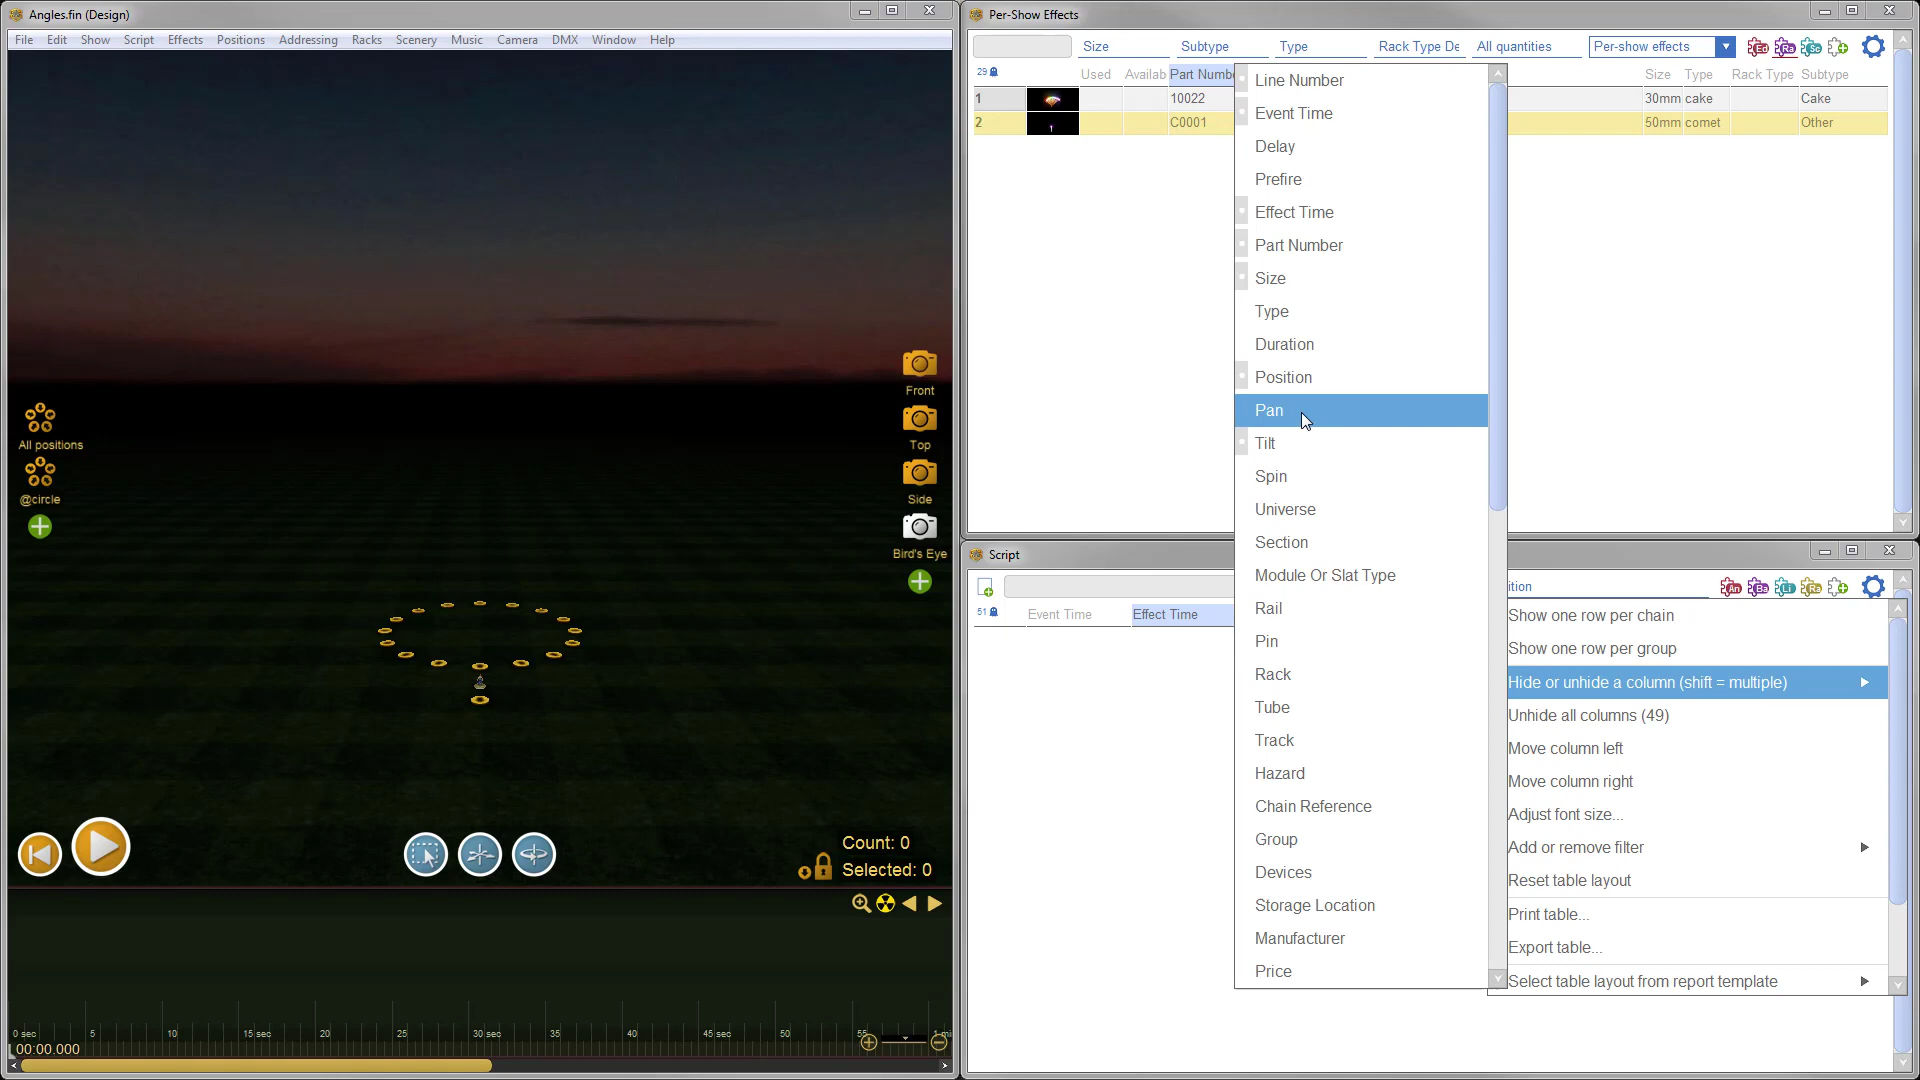 Angles.fin (Design)
File Edit Show Script Effects Positions Addressing Racks Scenery Music Camera DMX Window Help
Front
Top
Side
Bird's Eye
All positions
@circle
Count: 0
Selected: 0
0 sec 5 10 15 sec 20 25 30 sec 35 40 45 sec 50 55 1 mi
00:00.000
Per-Show Effects
Size Subtype Type Rack Type De All quantities Per-show effects
29 Used Availab Part Numb Size Type Rack Type Subtype
1 10022 30mm cake Cake
2 C0001 50mm comet Other
Line Number
Event Time
Delay
Prefire
Effect Time
Part Number
Size
Type
Duration
Position
Pan
Tilt
Spin
Universe
Section
Module Or Slat Type
Rail
Pin
Rack
Tube
Track
Hazard
Chain Reference
Group
Devices
Storage Location
Manufacturer
Price
Script
ition
51 Event Time Effect Time
Show one row per chain
Show one row per group
Hide or unhide a column (shift = multiple)
Unhide all columns (49)
Move column left
Move column right
Adjust font size...
Add or remove filter
Reset table layout
Print table...
Export table...
Select table layout from report template